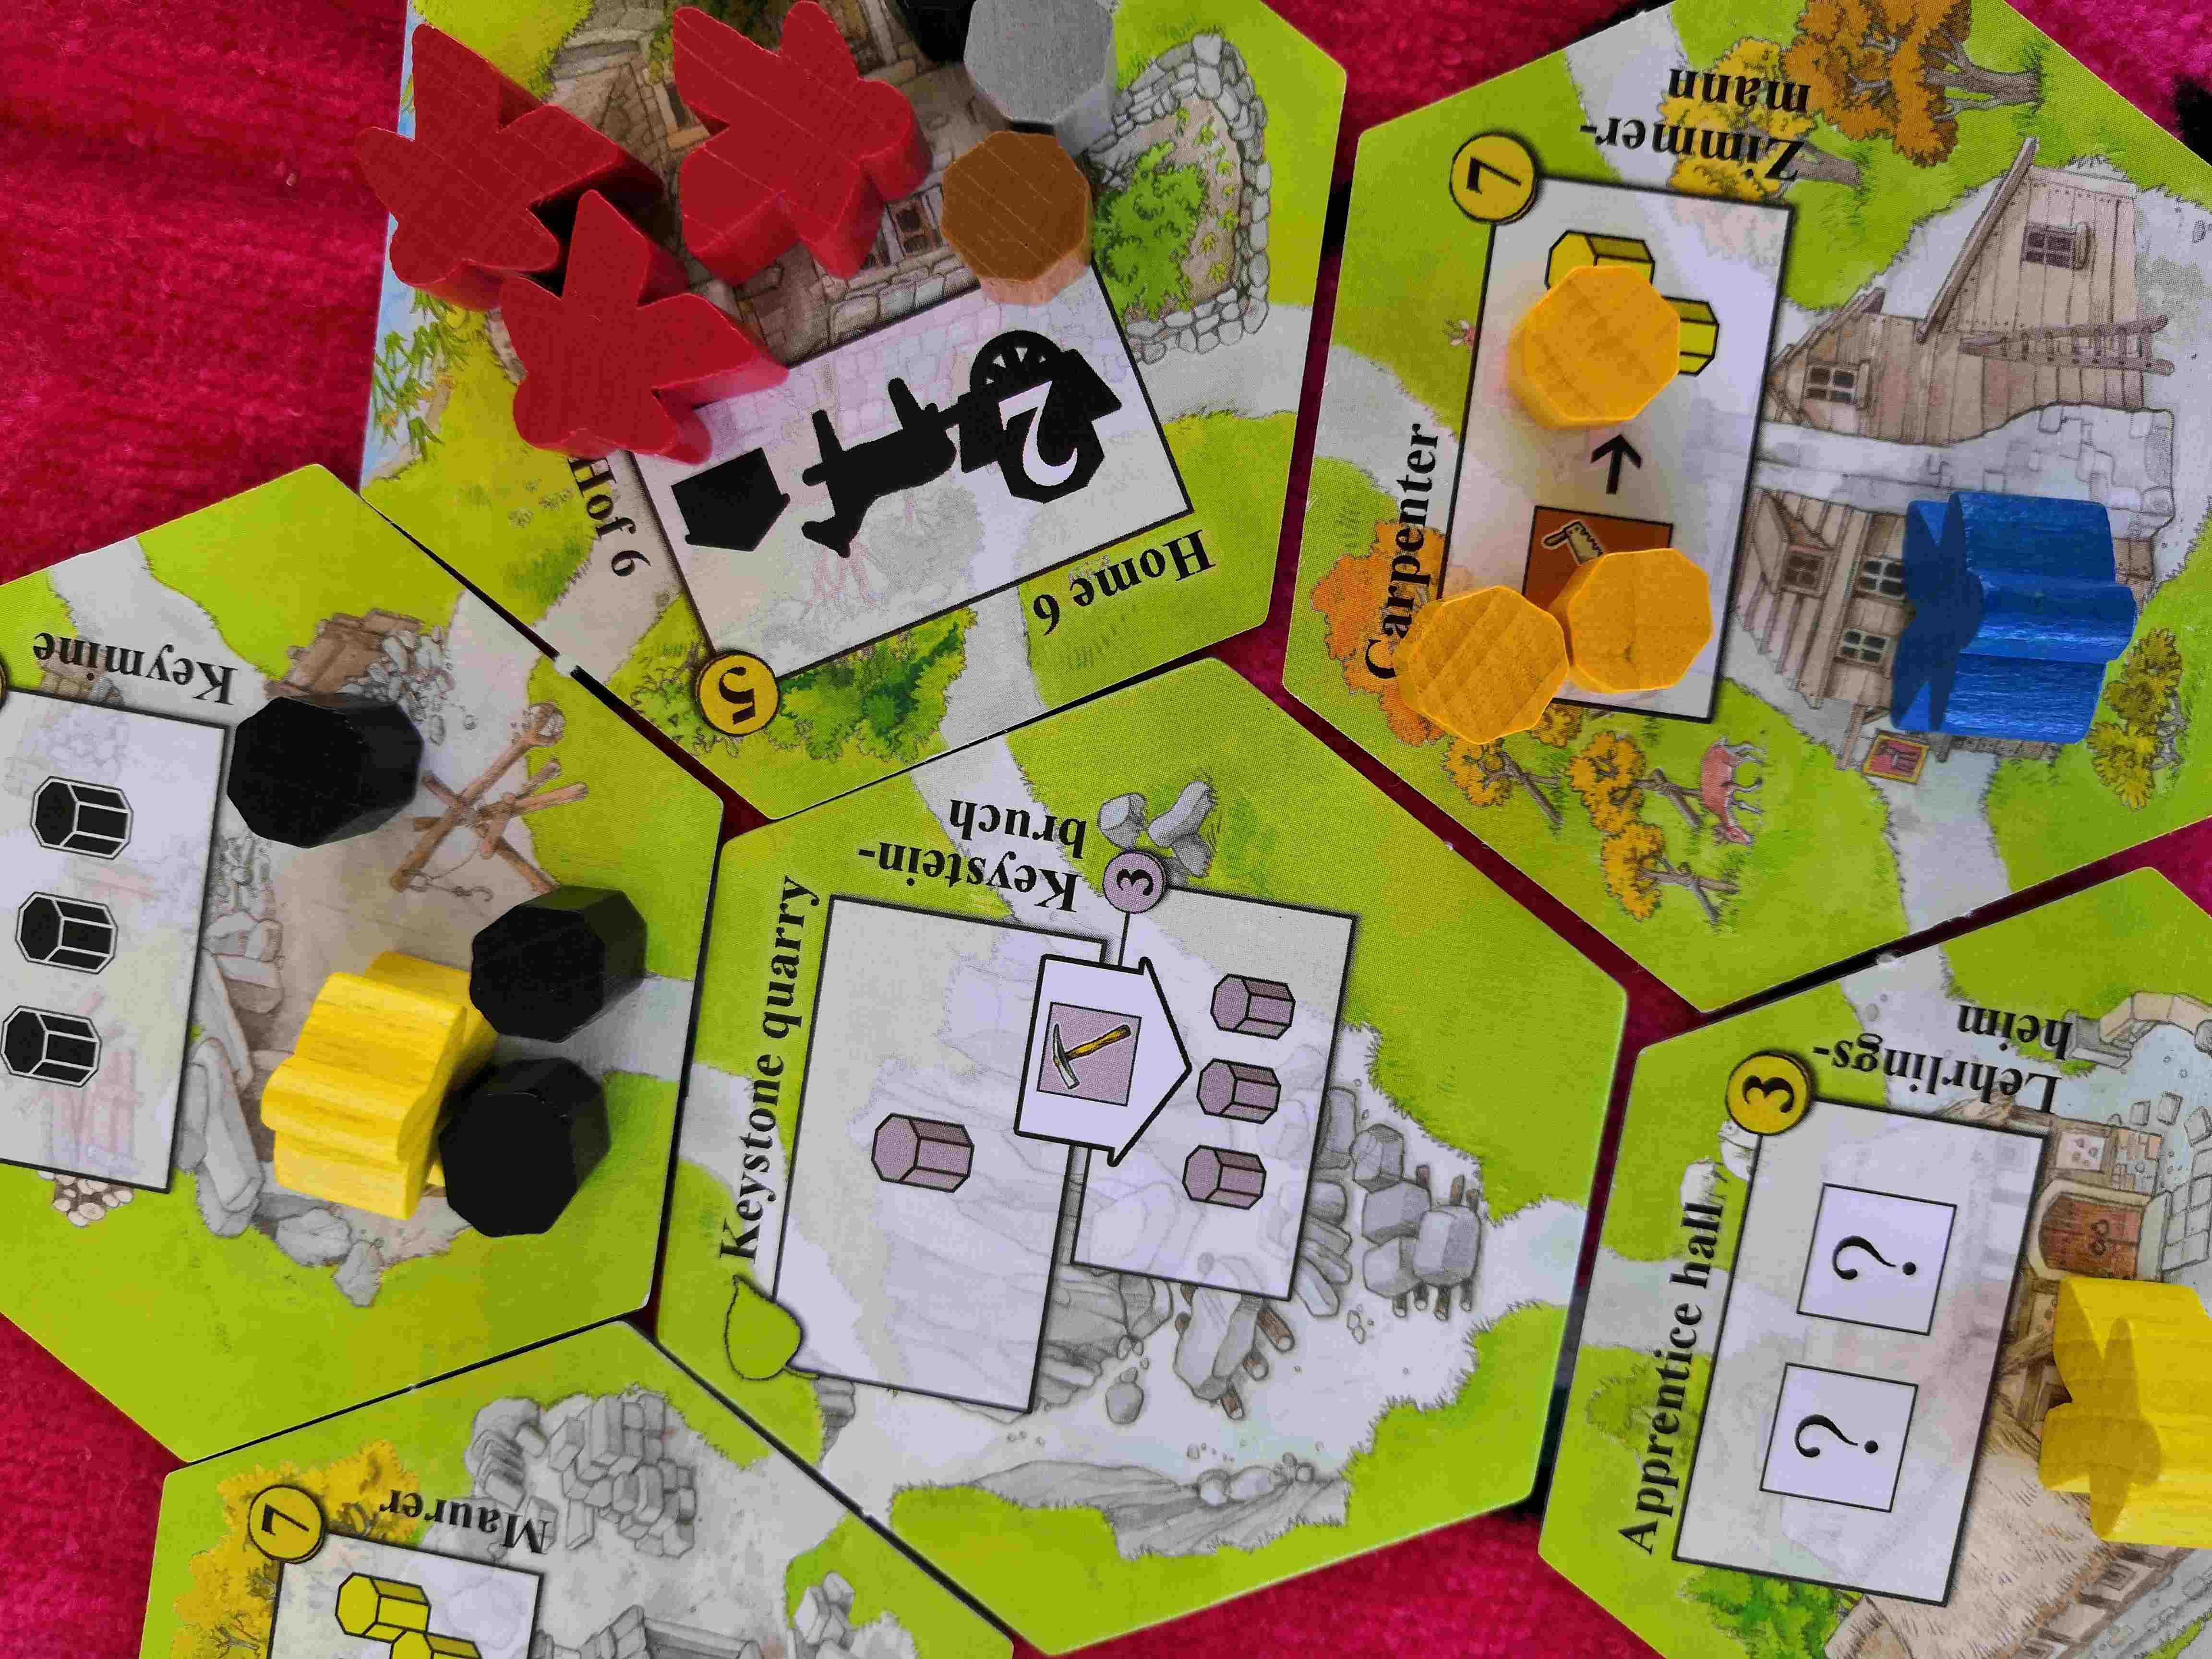 Zimmer-
mann
7
Carpenter
Hof 6
2
Home 6
5
Keymine
Keystein-
bruch
3
Keystone quarry
Lehrlings-
heim
3
Apprentice hall
?
?
Maurer
7